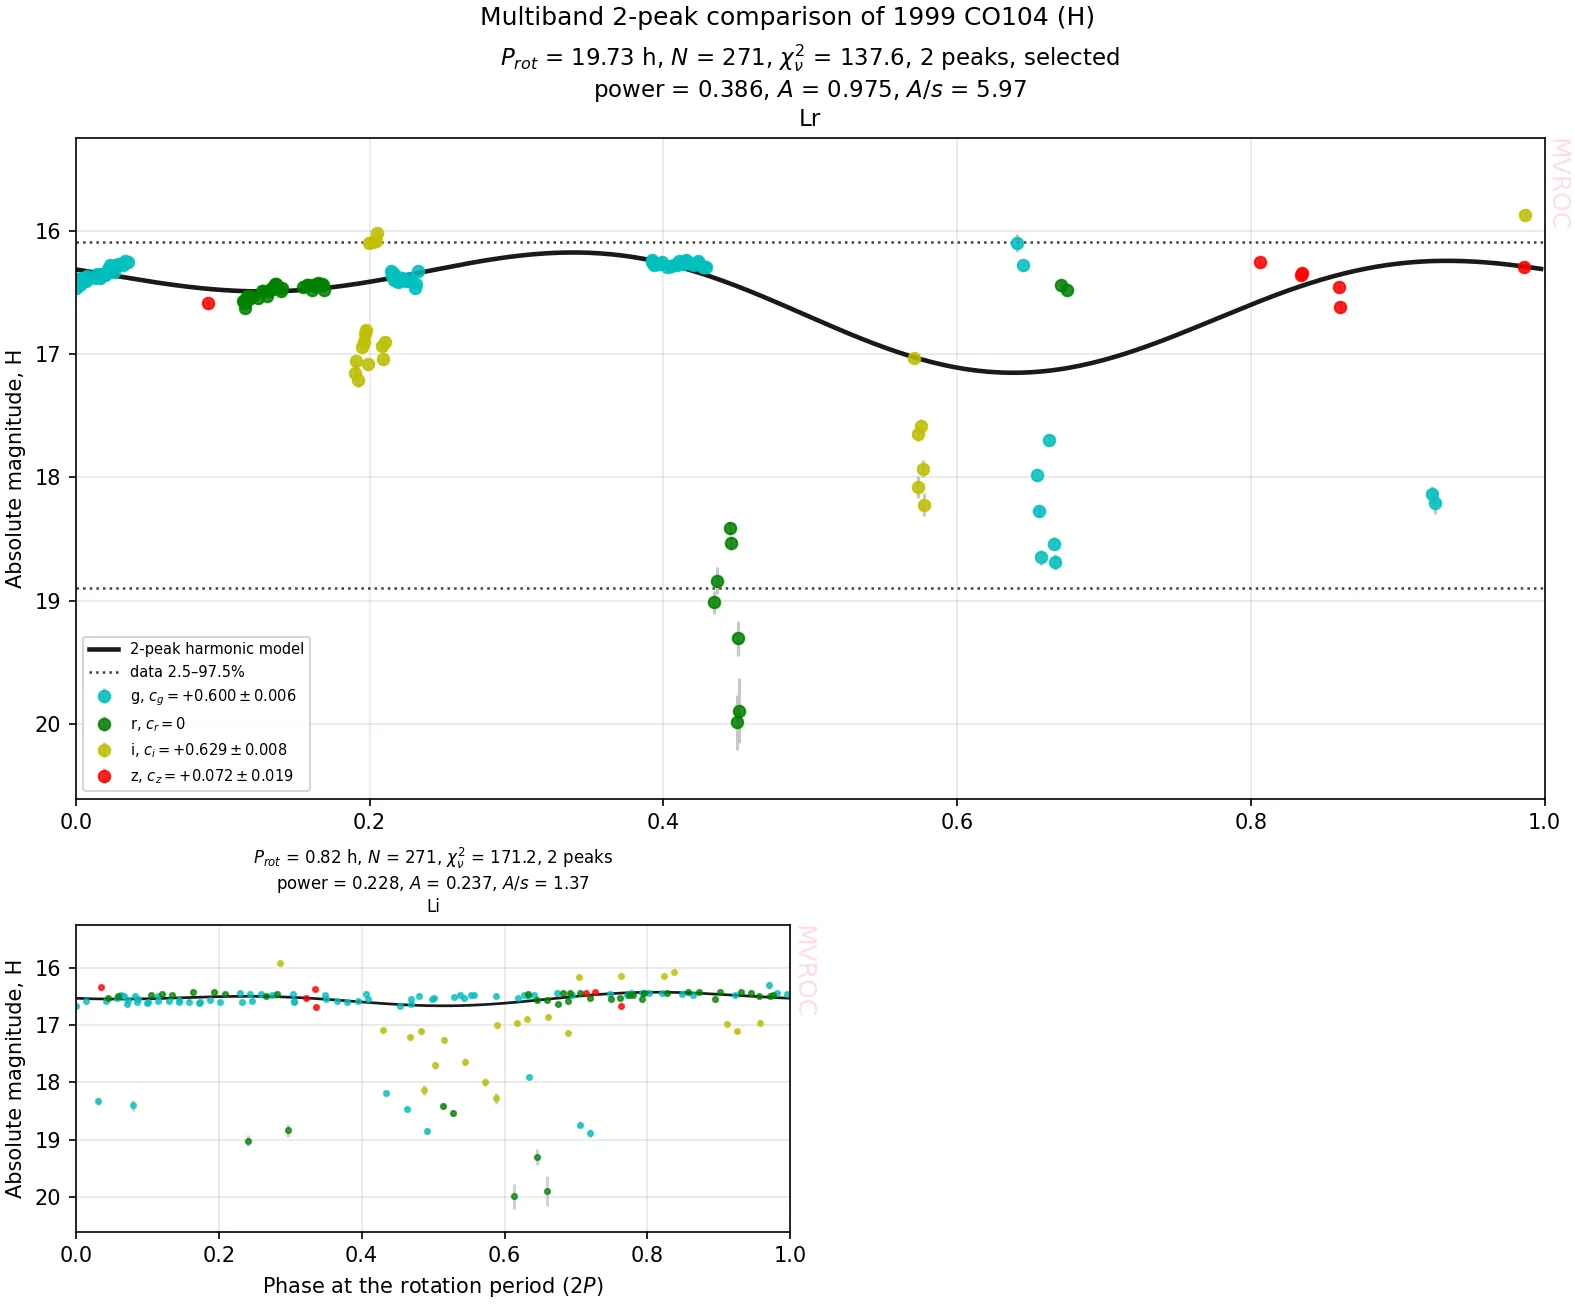 Multiband 2-peak comparison of 1999 CO104 (H)
P_rot = 19.73 h, N = 271, χ²_ν = 137.6, 2 peaks, selected
power = 0.386, A = 0.975, A/s = 5.97
Lr
MVROC
Absolute magnitude, H
16
17
18
19
20
2-peak harmonic model
data 2.5–97.5%
g, c_g = +0.600 ± 0.006
r, c_r = 0
i, c_i = +0.629 ± 0.008
z, c_z = +0.072 ± 0.019
0.0 0.2 0.4 0.6 0.8 1.0
P_rot = 0.82 h, N = 271, χ²_ν = 171.2, 2 peaks
power = 0.228, A = 0.237, A/s = 1.37
Li
MVROC
Absolute magnitude, H
16
17
18
19
20
0.0 0.2 0.4 0.6 0.8 1.0
Phase at the rotation period (2P)